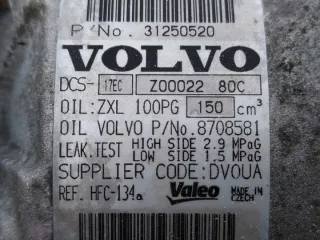 P/No. 31250520
VOLVO
DCS-17EC Z00022 80C
OIL:ZXL 100PG 150 cm³
OIL VOLVO P/No.8708581
LEAK.TEST HIGH SIDE 2.9 MPaG
LOW SIDE 1.5 MPaG
SUPPLIER CODE:DVOUA
REF. HFC-134a Valeo MADE IN CZECH